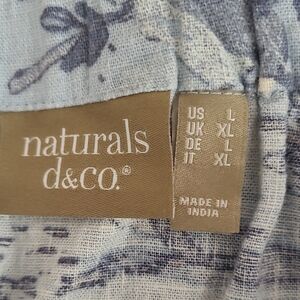 naturals
d&co.®
US L
UK XL
DE L
IT XL
MADE IN
INDIA